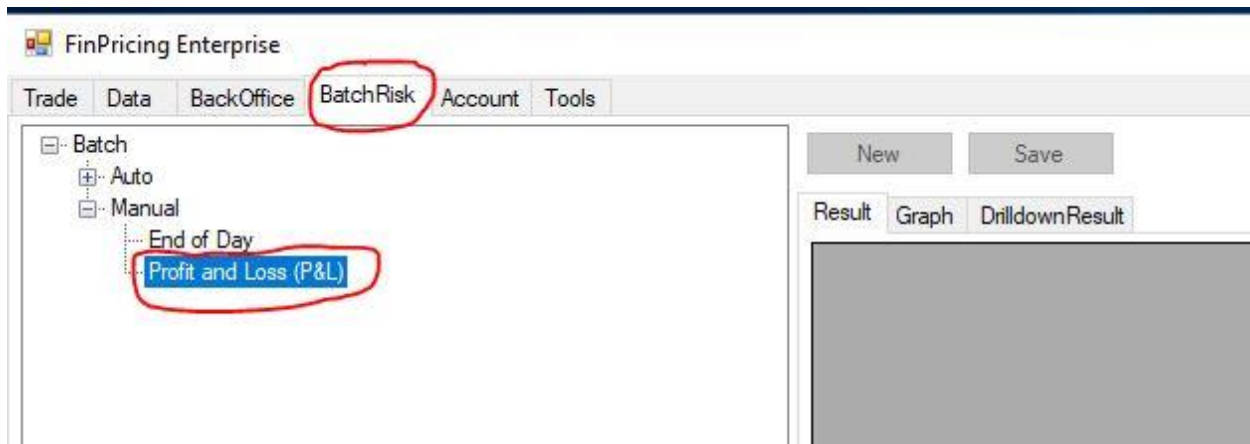 FinPricing Enterprise
Trade Data BackOffice BatchRisk Account Tools
Batch
Auto
Manual
End of Day
Profit and Loss (P&L)
New Save
Result Graph DrilldownResult